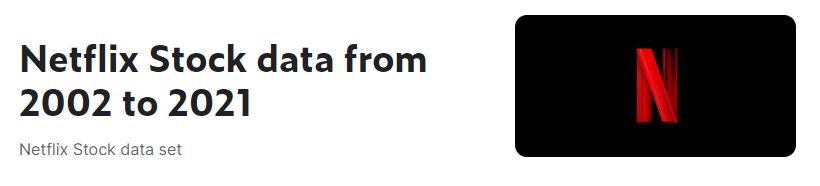 Netflix Stock data from
2002 to 2021
Netflix Stock data set
N